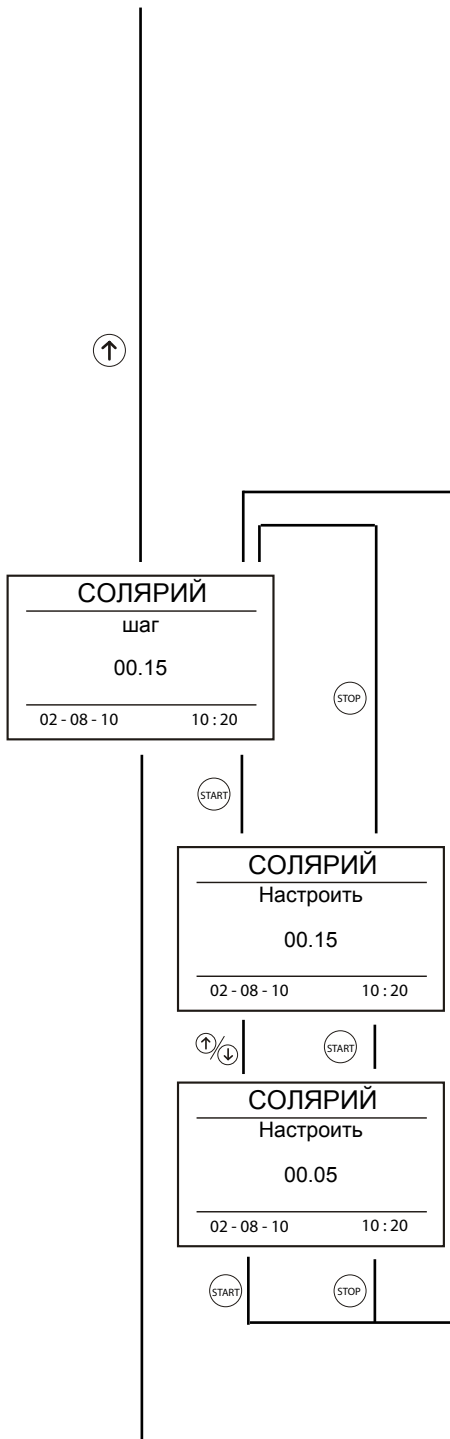 СОЛЯРИЙ
шаг
00.15
02 - 08 - 10 10 : 20
STOP
START
СОЛЯРИЙ
Настроить
00.15
02 - 08 - 10 10 : 20
START
СОЛЯРИЙ
Настроить
00.05
02 - 08 - 10 10 : 20
START STOP